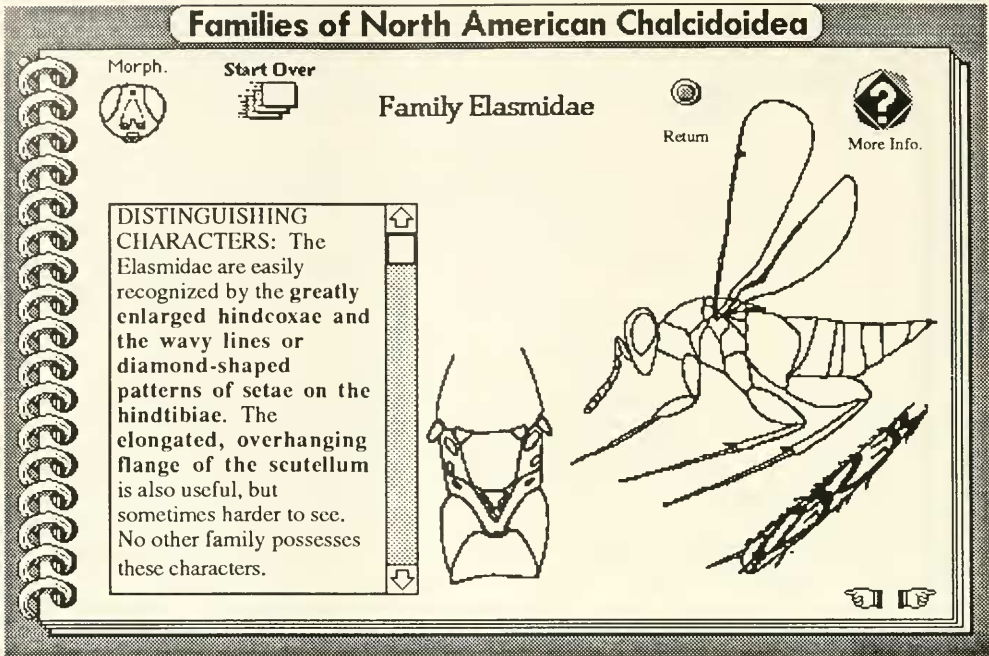 Families of North American Chalcidoidea
Morph.
Start Over
Family Elasmidae
Return
?
More Info.
DISTINGUISHING
CHARACTERS: The
Elasmidae are easily
recognized by the greatly
enlarged hindcoxae and
the wavy lines or
diamond-shaped
patterns of setae on the
hindtibiae. The
elongated, overhanging
flange of the scutellum
is also useful, but
sometimes harder to see.
No other family possesses
these characters.